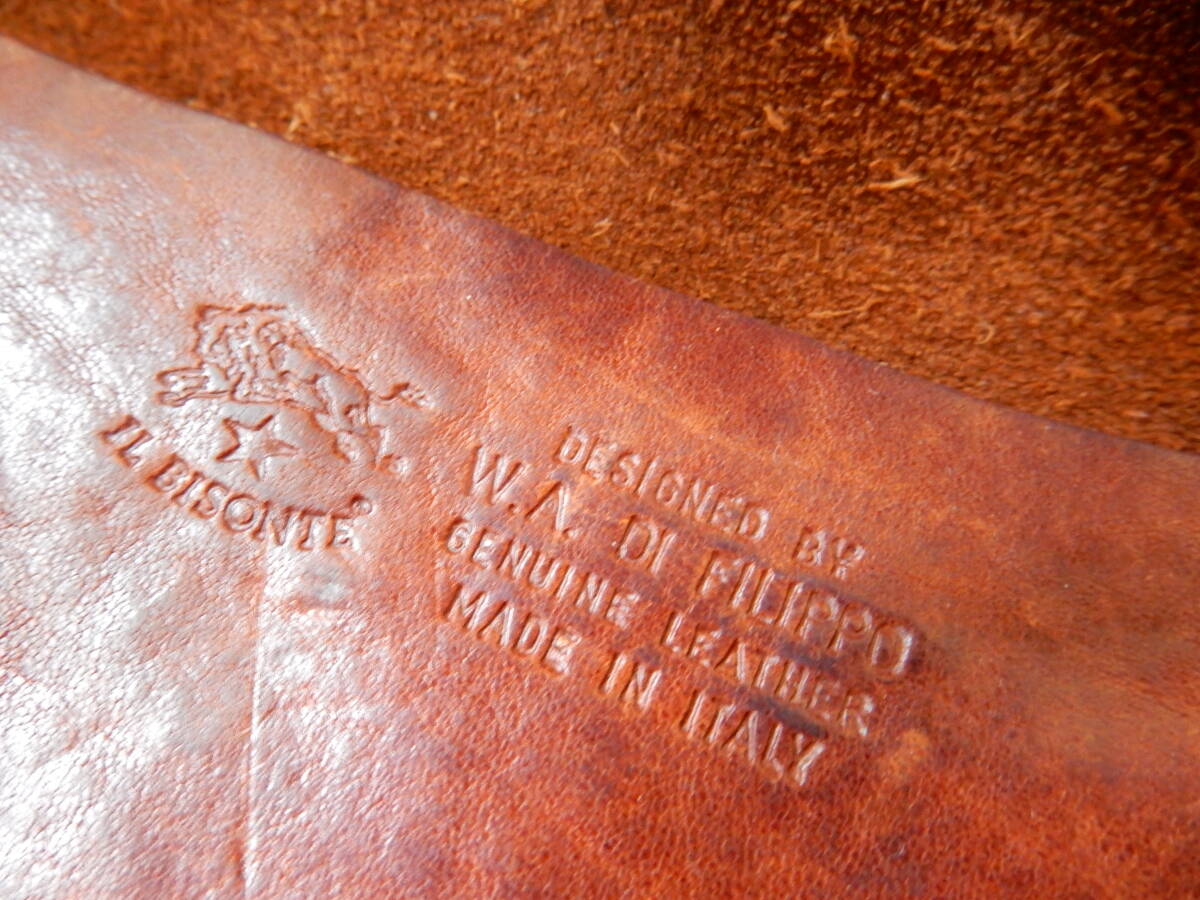 IL BISONTE®
DESIGNED BY
W.A. DI FILIPPO
GENUINE LEATHER
MADE IN ITALY